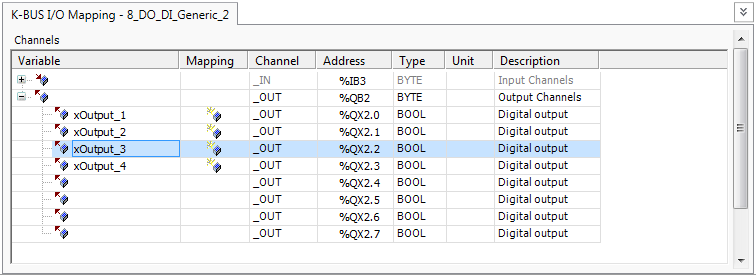 K-BUS I/O Mapping - 8_DO_DI_Generic_2
Channels
Variable Mapping Channel Address Type Unit Description
_IN %IB3 BYTE Input Channels
_OUT %QB2 BYTE Output Channels
xOutput_1 _OUT %QX2.0 BOOL Digital output
xOutput_2 _OUT %QX2.1 BOOL Digital output
xOutput_3 _OUT %QX2.2 BOOL Digital output
xOutput_4 _OUT %QX2.3 BOOL Digital output
_OUT %QX2.4 BOOL Digital output
_OUT %QX2.5 BOOL Digital output
_OUT %QX2.6 BOOL Digital output
_OUT %QX2.7 BOOL Digital output